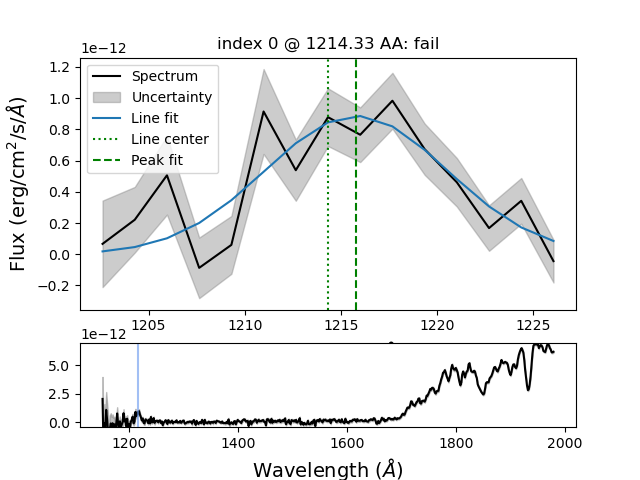 index 0 @ 1214.33 AA: fail
1e−12
Spectrum
Uncertainty
Line fit
Line center
Peak fit
1.2
1.0
0.8
0.6
0.4
0.2
0.0
−0.2
Flux (erg/cm²/s/Å)
1205 1210 1215 1220 1225
1e−12
5.0
2.5
0.0
1200 1400 1600 1800 2000
Wavelength (Å)